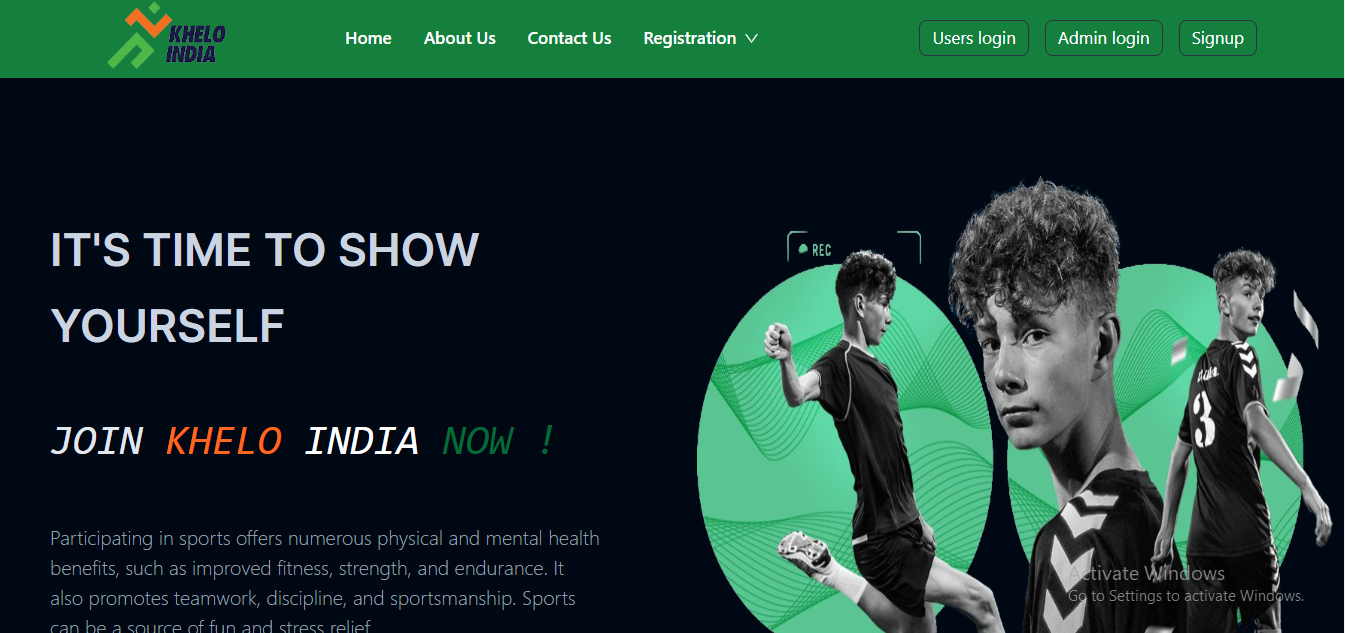 KHELO
INDIA
Home About Us Contact Us Registration
Users login Admin login Signup
IT'S TIME TO SHOW
YOURSELF
REC
JOIN KHELO INDIA NOW !
3
Participating in sports offers numerous physical and mental health
benefits, such as improved fitness, strength, and endurance. It
also promotes teamwork, discipline, and sportsmanship. Sports
can be a source of fun and stress relief
Activate Windows
Go to Settings to activate Windows.